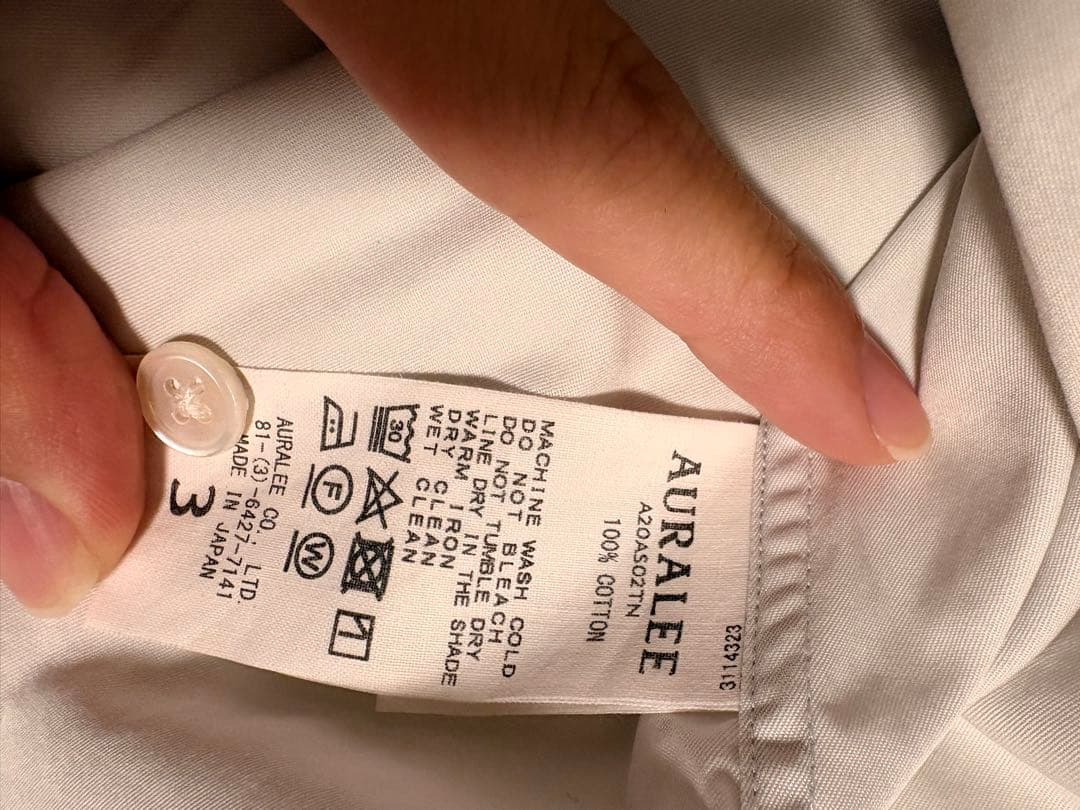 3114323
AURALEE
A20AS02TN
100% COTTON
MACHINE WASH COLD
DO NOT BLEACH
DO NOT TUMBLE DRY
LINE DRY IN THE SHADE
WARM IRON
DRY CLEAN
WET CLEAN
30
F W
AURALEE CO., LTD.
81-(3)-6427-7141
MADE IN JAPAN
3